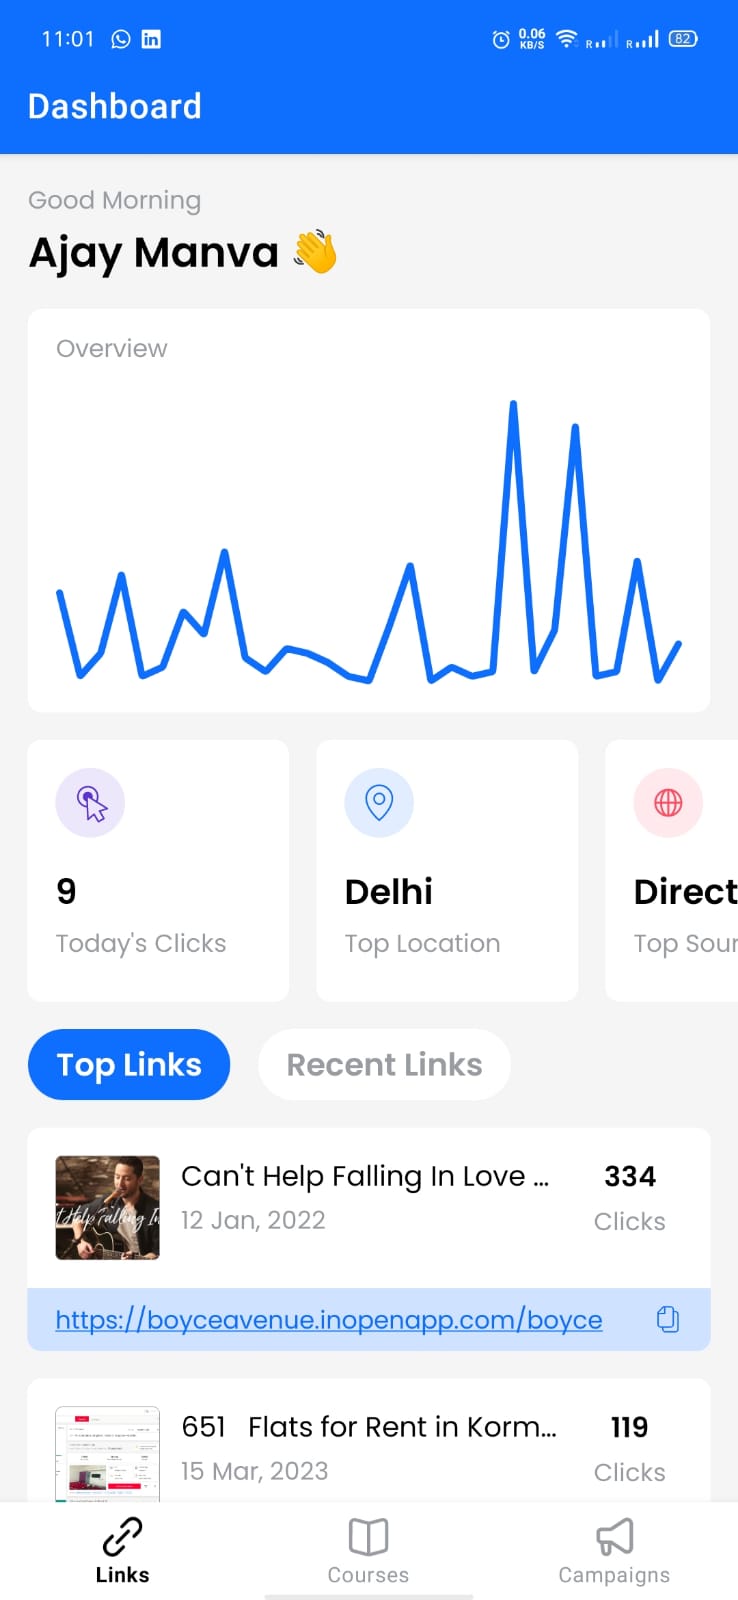 11:01 0.06 KB/S R R 82
Dashboard
Good Morning
Ajay Manva 👋
Overview
9
Today's Clicks
Delhi
Top Location
Direct
Top Sour
Top Links
Recent Links
Can't Help Falling In Love ...
334
12 Jan, 2022
Clicks
https://boyceavenue.inopenapp.com/boyce
651 Flats for Rent in Korm...
119
15 Mar, 2023
Clicks
Links
Courses
Campaigns